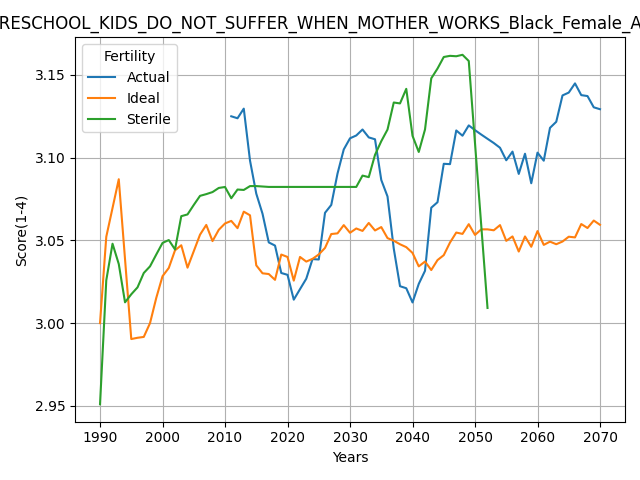 RESCHOOL_KIDS_DO_NOT_SUFFER_WHEN_MOTHER_WORKS_Black_Female_A
Fertility
Actual
Ideal
Sterile
Score(1-4)
3.15
3.10
3.05
3.00
2.95
1990 2000 2010 2020 2030 2040 2050 2060 2070
Years